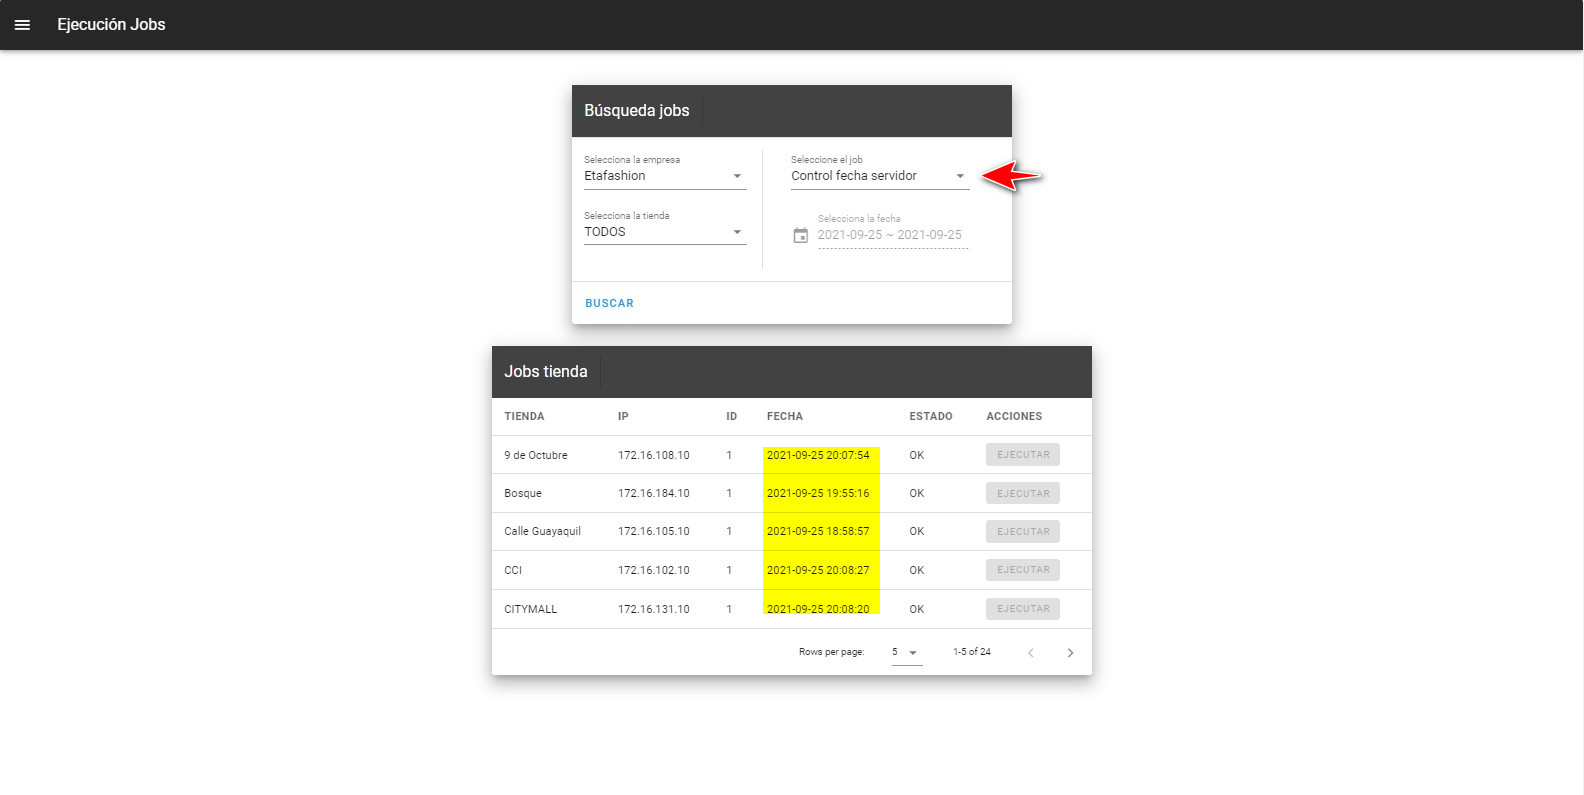 Ejecución Jobs
Búsqueda jobs
Selecciona la empresa
Etafashion
Seleccione el job
Control fecha servidor
Selecciona la tienda
TODOS
Selecciona la fecha
2021-09-25 ~ 2021-09-25
BUSCAR
Jobs tienda
TIENDA IP ID FECHA ESTADO ACCIONES
9 de Octubre 172.16.108.10 1 2021-09-25 20:07:54 OK EJECUTAR
Bosque 172.16.184.10 1 2021-09-25 19:55:16 OK EJECUTAR
Calle Guayaquil 172.16.105.10 1 2021-09-25 18:58:57 OK EJECUTAR
CCI 172.16.102.10 1 2021-09-25 20:08:27 OK EJECUTAR
CITYMALL 172.16.131.10 1 2021-09-25 20:08:20 OK EJECUTAR
Rows per page: 5 1-5 of 24